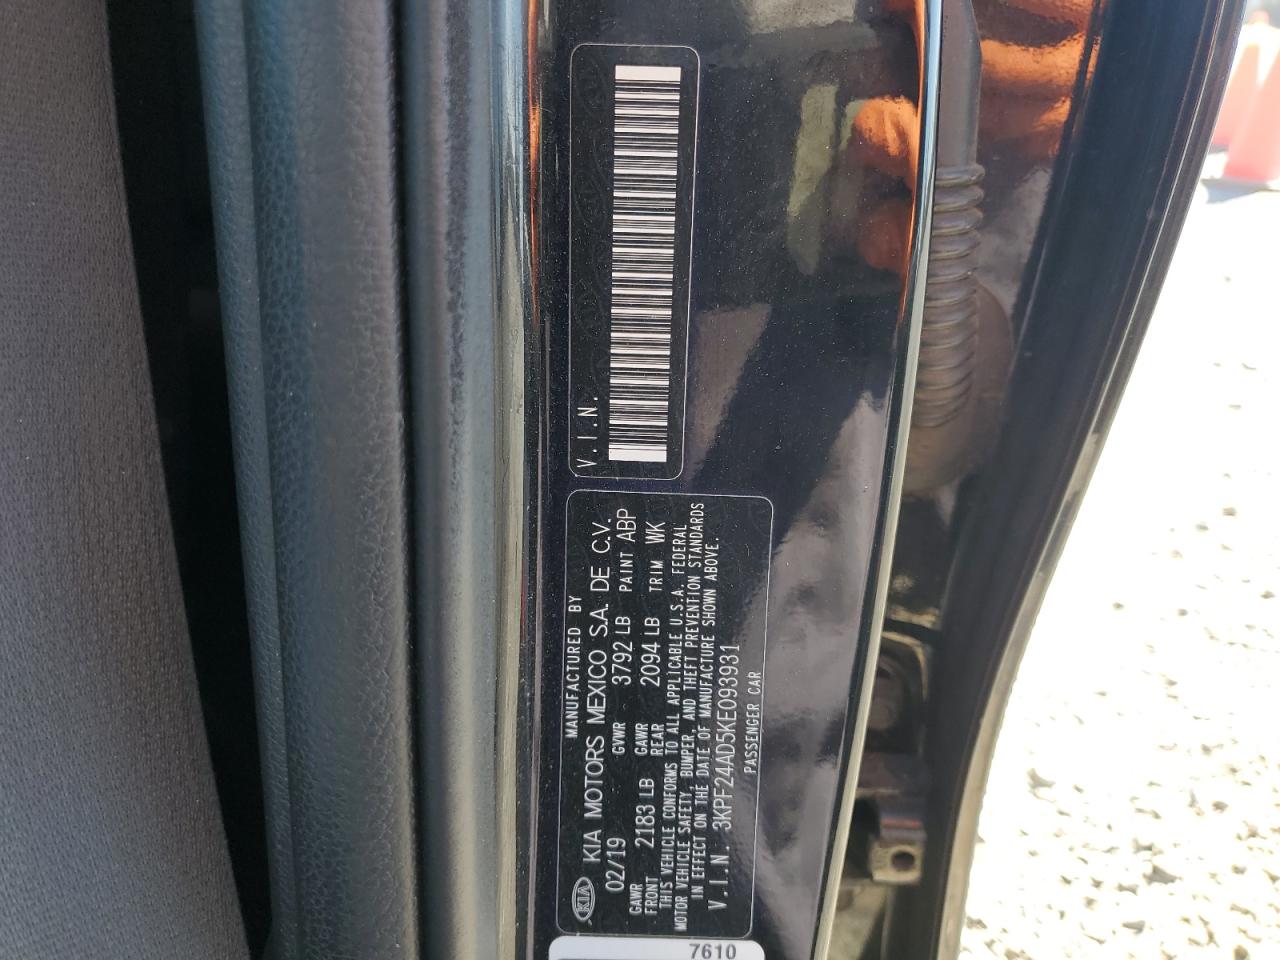 V.I.N.
MANUFACTURED BY
KIA KIA MOTORS MEXICO S.A. DE C.V.
02/19 GVWR 3792 LB PAINT ABP
GAWR FRONT 2183 LB GAWR REAR 2094 LB TRIM WK
THIS VEHICLE CONFORMS TO ALL APPLICABLE U.S.A. FEDERAL
MOTOR VEHICLE SAFETY, BUMPER, AND THEFT PREVENTION STANDARDS
IN EFFECT ON THE DATE OF MANUFACTURE SHOWN ABOVE.
V.I.N. 3KPF24AD5KE093931
PASSENGER CAR
7610